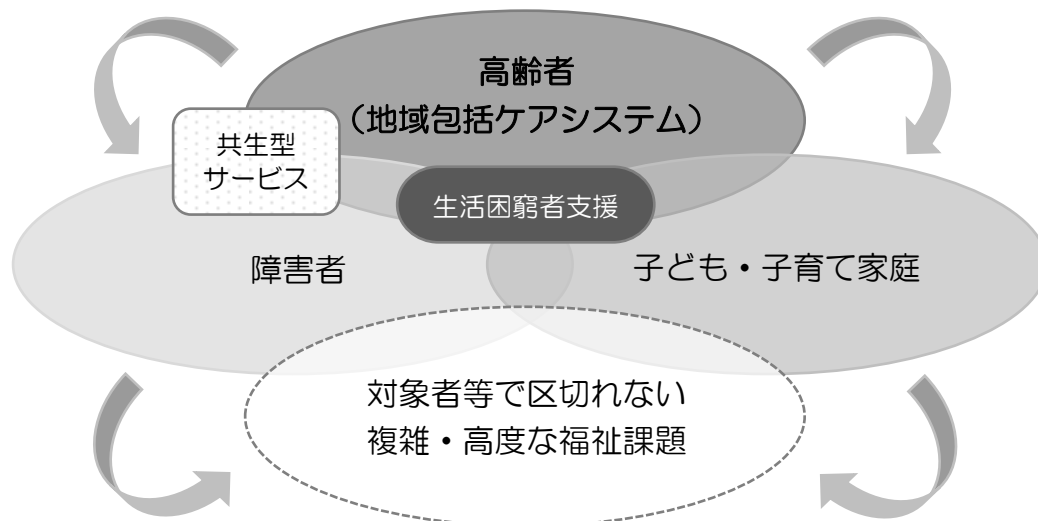 高齢者
（地域包括ケアシステム）
共生型
サービス
生活困窮者支援
障害者
子ども・子育て家庭
対象者等で区切れない
複雑・高度な福祉課題